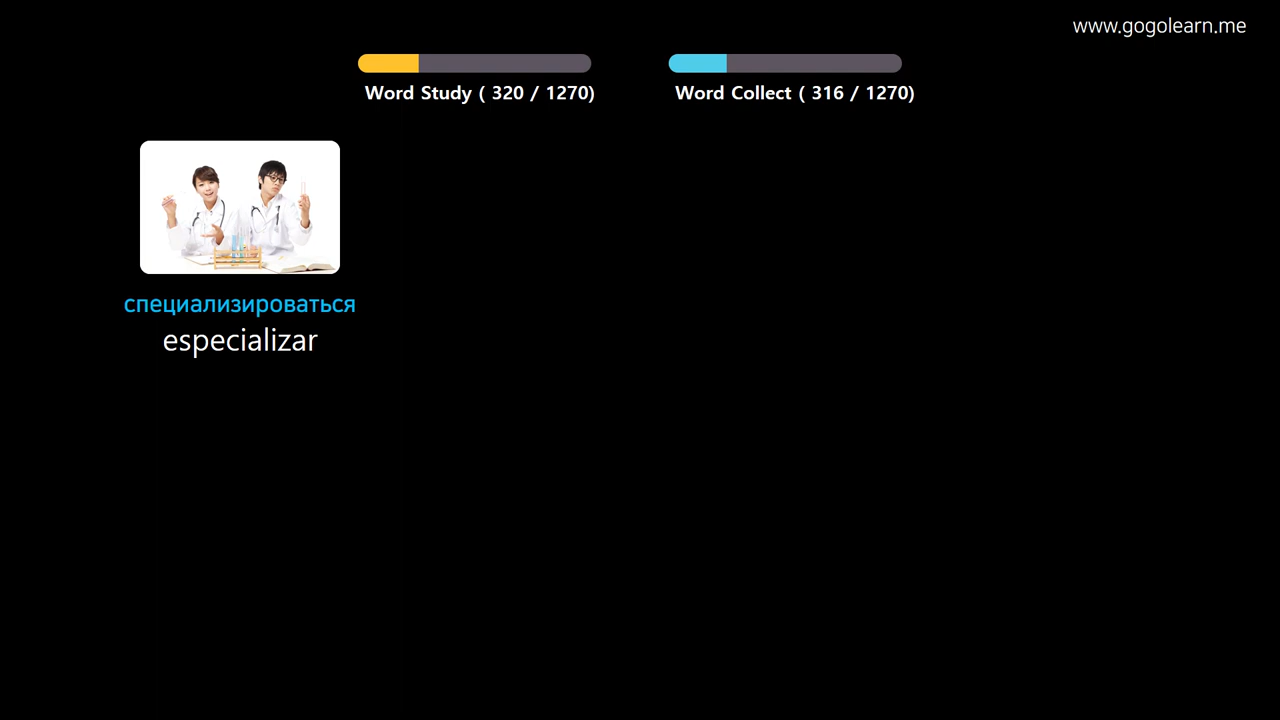 www.gogolearn.me
Word Study ( 320 / 1270)
Word Collect ( 316 / 1270)
специализироваться
especializar